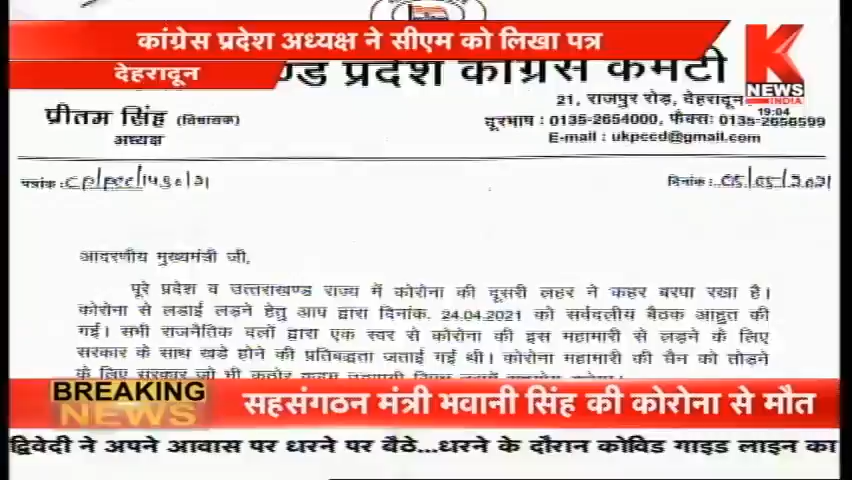 कांग्रेस प्रदेश अध्यक्ष ने सीएम को लिखा पत्र
देहरादून
K NEWS INDIA
19:04
ण्ड प्रदेश कांग्रेस कमेटी
21, राजपुर रोड़, देहरादून
प्रीतम सिंह (विधायक)
दूरभाष : 0135-2654000, फैक्स: 0135-2656599
अध्यक्ष
E-mail : ukpccd@gmail.com
पत्रांक:
दिनांक : 05/05/2021
आदरणीय मुख्यमंत्री जी,
पूरे प्रदेश व उत्तराखण्ड राज्य में कोरोना की दूसरी लहर ने कहर बरपा रखा है।
कोरोना से लडाई लड़ने हेतु आप द्वारा दिनांक. 24.04.2021 को सर्वदलीय बैठक आहुत की
गई। सभी राजनैतिक दलों द्वारा एक स्वर से कोरोना की इस महामारी से लड़ने के लिए
सरकार के साथ खडे होने की प्रतिबद्धता जताई गई थी। कोरोना महामारी की चैन को तोड़ने
के लिए सरकार जो भी कठोर कदम
BREAKING NEWS
सहसंगठन मंत्री भवानी सिंह की कोरोना से मौत
द्विवेदी ने अपने आवास पर धरने पर बैठे...धरने के दौरान कोविड गाइड लाइन का